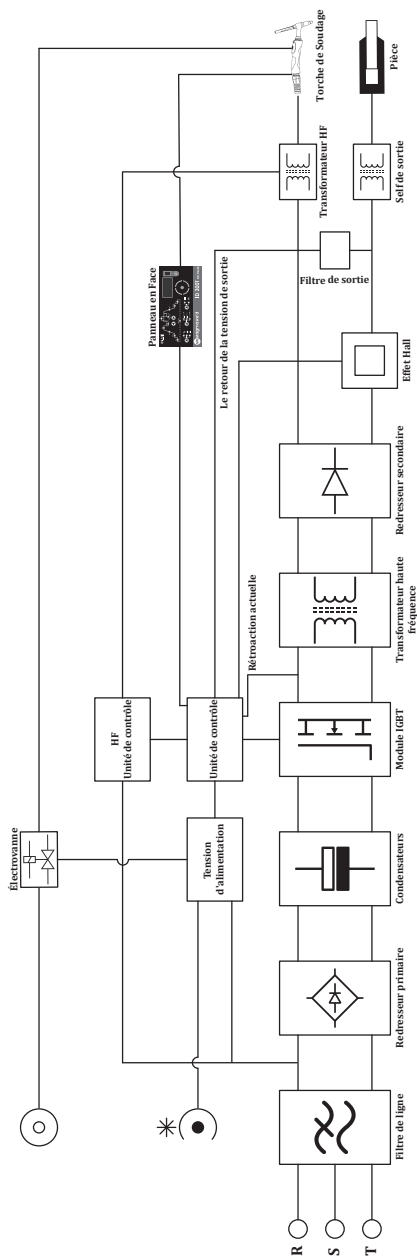 Torche de Soudage
Pièce
Transformateur HF
Self de sortie
Panneau en Face
ID 300T
Le retour de la tension de sortie
Filtre de sortie
Effet Hall
Redresseur secondaire
Rétroaction actuelle
Transformateur haute
fréquence
HF
Unité de contrôle
Unité de contrôle
Module IGBT
Électrovanne
Tension
d'alimentation
Condensateurs
Redresseur primaire
Filtre de ligne
R
S
T